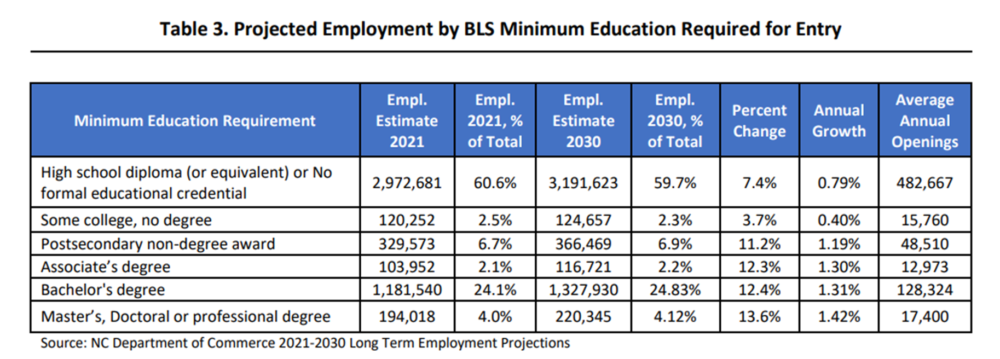 Table 3. Projected Employment by BLS Minimum Education Required for Entry
Minimum Education Requirement
Empl. Estimate 2021
Empl. 2021, % of Total
Empl. Estimate 2030
Empl. 2030, % of Total
Percent Change
Annual Growth
Average Annual Openings
High school diploma (or equivalent) or No
formal educational credential
2,972,681 60.6% 3,191,623 59.7% 7.4% 0.79% 482,667
Some college, no degree 120,252 2.5% 124,657 2.3% 3.7% 0.40% 15,760
Postsecondary non-degree award 329,573 6.7% 366,469 6.9% 11.2% 1.19% 48,510
Associate’s degree 103,952 2.1% 116,721 2.2% 12.3% 1.30% 12,973
Bachelor's degree 1,181,540 24.1% 1,327,930 24.83% 12.4% 1.31% 128,324
Master’s, Doctoral or professional degree 194,018 4.0% 220,345 4.12% 13.6% 1.42% 17,400
Source: NC Department of Commerce 2021-2030 Long Term Employment Projections